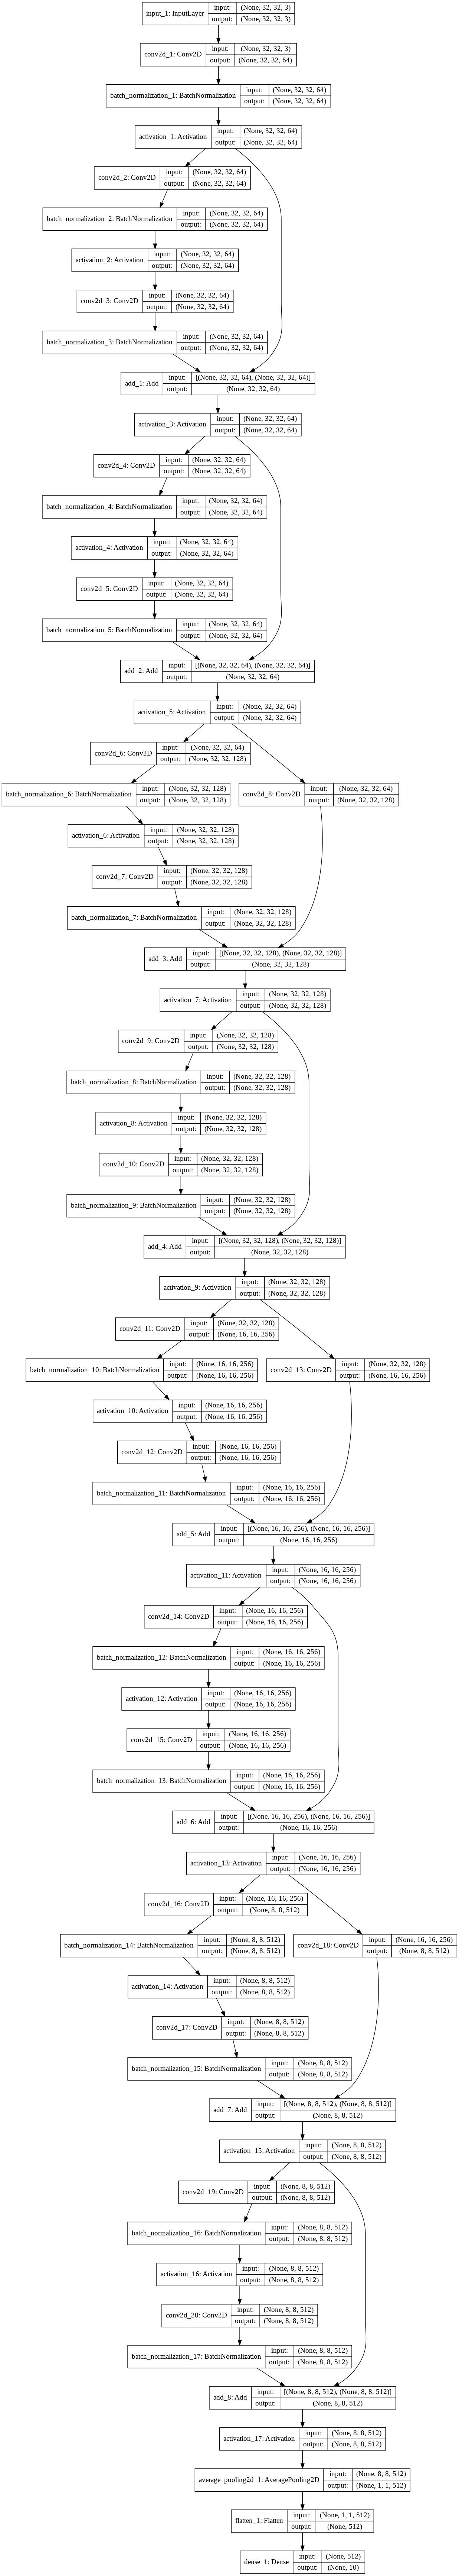 input_1: InputLayer
input: (None, 32, 32, 3)
output: (None, 32, 32, 3)
conv2d_1: Conv2D
input: (None, 32, 32, 3)
output: (None, 32, 32, 64)
batch_normalization_1: BatchNormalization
input: (None, 32, 32, 64)
output: (None, 32, 32, 64)
activation_1: Activation
input: (None, 32, 32, 64)
output: (None, 32, 32, 64)
conv2d_2: Conv2D
input: (None, 32, 32, 64)
output: (None, 32, 32, 64)
batch_normalization_2: BatchNormalization
input: (None, 32, 32, 64)
output: (None, 32, 32, 64)
activation_2: Activation
input: (None, 32, 32, 64)
output: (None, 32, 32, 64)
conv2d_3: Conv2D
input: (None, 32, 32, 64)
output: (None, 32, 32, 64)
batch_normalization_3: BatchNormalization
input: (None, 32, 32, 64)
output: (None, 32, 32, 64)
add_1: Add
input: [(None, 32, 32, 64), (None, 32, 32, 64)]
output: (None, 32, 32, 64)
activation_3: Activation
input: (None, 32, 32, 64)
output: (None, 32, 32, 64)
conv2d_4: Conv2D
input: (None, 32, 32, 64)
output: (None, 32, 32, 64)
batch_normalization_4: BatchNormalization
input: (None, 32, 32, 64)
output: (None, 32, 32, 64)
activation_4: Activation
input: (None, 32, 32, 64)
output: (None, 32, 32, 64)
conv2d_5: Conv2D
input: (None, 32, 32, 64)
output: (None, 32, 32, 64)
batch_normalization_5: BatchNormalization
input: (None, 32, 32, 64)
output: (None, 32, 32, 64)
add_2: Add
input: [(None, 32, 32, 64), (None, 32, 32, 64)]
output: (None, 32, 32, 64)
activation_5: Activation
input: (None, 32, 32, 64)
output: (None, 32, 32, 64)
conv2d_6: Conv2D
input: (None, 32, 32, 64)
output: (None, 32, 32, 128)
batch_normalization_6: BatchNormalization
input: (None, 32, 32, 128)
output: (None, 32, 32, 128)
conv2d_8: Conv2D
input: (None, 32, 32, 64)
output: (None, 32, 32, 128)
activation_6: Activation
input: (None, 32, 32, 128)
output: (None, 32, 32, 128)
conv2d_7: Conv2D
input: (None, 32, 32, 128)
output: (None, 32, 32, 128)
batch_normalization_7: BatchNormalization
input: (None, 32, 32, 128)
output: (None, 32, 32, 128)
add_3: Add
input: [(None, 32, 32, 128), (None, 32, 32, 128)]
output: (None, 32, 32, 128)
activation_7: Activation
input: (None, 32, 32, 128)
output: (None, 32, 32, 128)
conv2d_9: Conv2D
input: (None, 32, 32, 128)
output: (None, 32, 32, 128)
batch_normalization_8: BatchNormalization
input: (None, 32, 32, 128)
output: (None, 32, 32, 128)
activation_8: Activation
input: (None, 32, 32, 128)
output: (None, 32, 32, 128)
conv2d_10: Conv2D
input: (None, 32, 32, 128)
output: (None, 32, 32, 128)
batch_normalization_9: BatchNormalization
input: (None, 32, 32, 128)
output: (None, 32, 32, 128)
add_4: Add
input: [(None, 32, 32, 128), (None, 32, 32, 128)]
output: (None, 32, 32, 128)
activation_9: Activation
input: (None, 32, 32, 128)
output: (None, 32, 32, 128)
conv2d_11: Conv2D
input: (None, 32, 32, 128)
output: (None, 16, 16, 256)
batch_normalization_10: BatchNormalization
input: (None, 16, 16, 256)
output: (None, 16, 16, 256)
conv2d_13: Conv2D
input: (None, 32, 32, 128)
output: (None, 16, 16, 256)
activation_10: Activation
input: (None, 16, 16, 256)
output: (None, 16, 16, 256)
conv2d_12: Conv2D
input: (None, 16, 16, 256)
output: (None, 16, 16, 256)
batch_normalization_11: BatchNormalization
input: (None, 16, 16, 256)
output: (None, 16, 16, 256)
add_5: Add
input: [(None, 16, 16, 256), (None, 16, 16, 256)]
output: (None, 16, 16, 256)
activation_11: Activation
input: (None, 16, 16, 256)
output: (None, 16, 16, 256)
conv2d_14: Conv2D
input: (None, 16, 16, 256)
output: (None, 16, 16, 256)
batch_normalization_12: BatchNormalization
input: (None, 16, 16, 256)
output: (None, 16, 16, 256)
activation_12: Activation
input: (None, 16, 16, 256)
output: (None, 16, 16, 256)
conv2d_15: Conv2D
input: (None, 16, 16, 256)
output: (None, 16, 16, 256)
batch_normalization_13: BatchNormalization
input: (None, 16, 16, 256)
output: (None, 16, 16, 256)
add_6: Add
input: [(None, 16, 16, 256), (None, 16, 16, 256)]
output: (None, 16, 16, 256)
activation_13: Activation
input: (None, 16, 16, 256)
output: (None, 16, 16, 256)
conv2d_16: Conv2D
input: (None, 16, 16, 256)
output: (None, 8, 8, 512)
batch_normalization_14: BatchNormalization
input: (None, 8, 8, 512)
output: (None, 8, 8, 512)
conv2d_18: Conv2D
input: (None, 16, 16, 256)
output: (None, 8, 8, 512)
activation_14: Activation
input: (None, 8, 8, 512)
output: (None, 8, 8, 512)
conv2d_17: Conv2D
input: (None, 8, 8, 512)
output: (None, 8, 8, 512)
batch_normalization_15: BatchNormalization
input: (None, 8, 8, 512)
output: (None, 8, 8, 512)
add_7: Add
input: [(None, 8, 8, 512), (None, 8, 8, 512)]
output: (None, 8, 8, 512)
activation_15: Activation
input: (None, 8, 8, 512)
output: (None, 8, 8, 512)
conv2d_19: Conv2D
input: (None, 8, 8, 512)
output: (None, 8, 8, 512)
batch_normalization_16: BatchNormalization
input: (None, 8, 8, 512)
output: (None, 8, 8, 512)
activation_16: Activation
input: (None, 8, 8, 512)
output: (None, 8, 8, 512)
conv2d_20: Conv2D
input: (None, 8, 8, 512)
output: (None, 8, 8, 512)
batch_normalization_17: BatchNormalization
input: (None, 8, 8, 512)
output: (None, 8, 8, 512)
add_8: Add
input: [(None, 8, 8, 512), (None, 8, 8, 512)]
output: (None, 8, 8, 512)
activation_17: Activation
input: (None, 8, 8, 512)
output: (None, 8, 8, 512)
average_pooling2d_1: AveragePooling2D
input: (None, 8, 8, 512)
output: (None, 1, 1, 512)
flatten_1: Flatten
input: (None, 1, 1, 512)
output: (None, 512)
dense_1: Dense
input: (None, 512)
output: (None, 10)